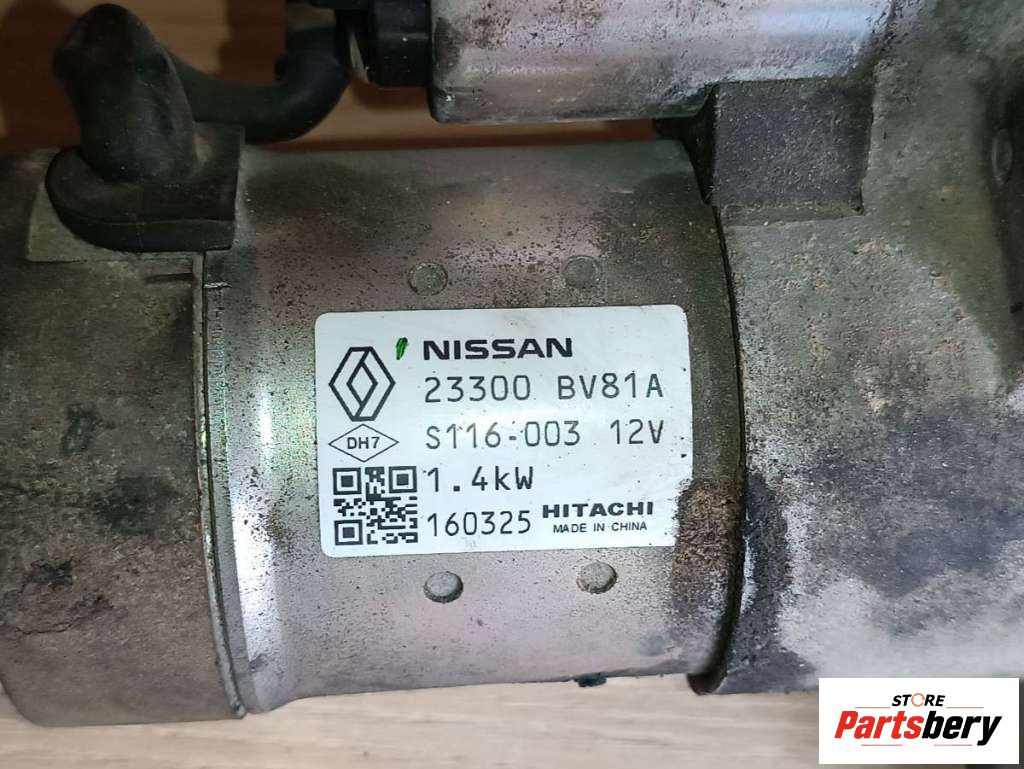 NISSAN
23300 BV81A
DH7
S116-003 12V
1.4kW
160325 HITACHI
MADE IN CHINA
STORE
Partsbery